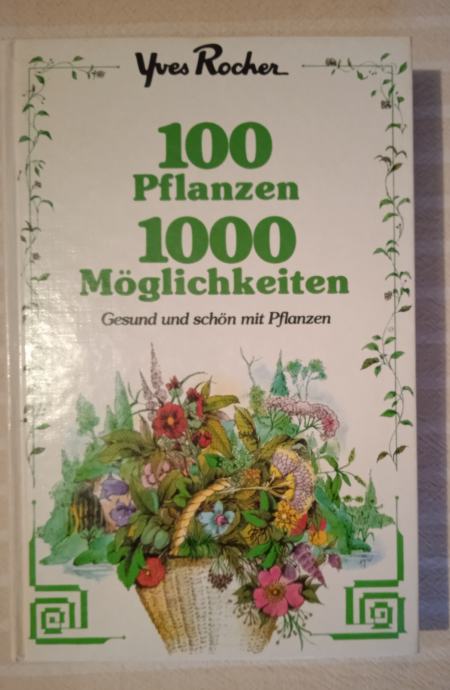 Yves Rocher
100
Pflanzen
1000
Möglichkeiten
Gesund und schön mit Pflanzen